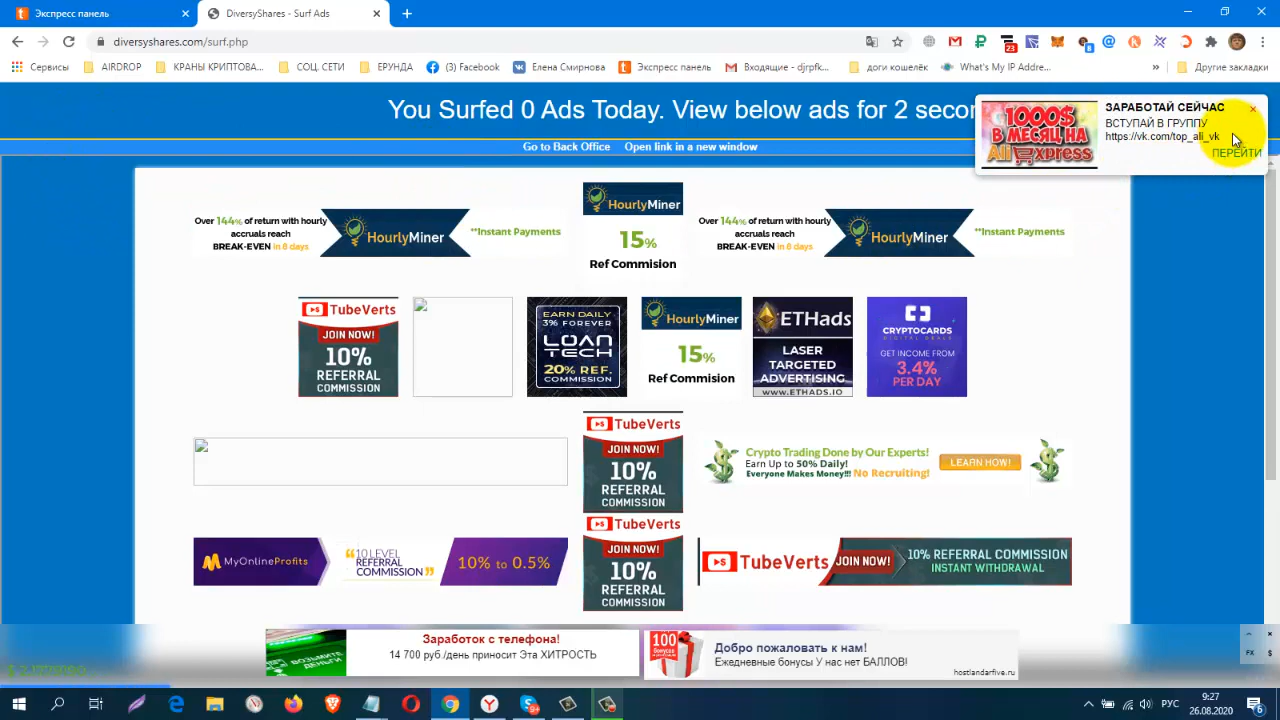 Экспресс панель
DiversyShares - Surf Ads
diversyshares.com/surf.php
23
8
Сервисы
AIRDROP
КРАНЫ КРИПТОВА...
СОЦ. СЕТИ
ЕРУНДА
(3) Facebook
Елена Смирнова
Экспресс панель
Входящие - djrpfk...
доги кошелёк
What's My IP Addre...
»
Другие закладки
You Surfed 0 Ads Today. View below ads for 2 secon
Go to Back Office
Open link in a new window
1000$
В МЕСЯЦ НА
AliExpress
ЗАРАБОТАЙ СЕЙЧАС
ВСТУПАЙ В ГРУППУ
https://vk.com/top_ali_vk
ПЕРЕЙТИ
Over 144% of return with hourly
accruals reach
BREAK-EVEN in 6 days
HourlyMiner
**Instant Payments
HourlyMiner
15%
Ref Commision
Over 144% of return with hourly
accruals reach
BREAK-EVEN in 6 days
HourlyMiner
**Instant Payments
TubeVerts
JOIN NOW!
10%
REFERRAL
COMMISSION
EARN DAILY
3% FOREVER
LOAN
TECH
20% REF.
COMMISSION
HourlyMiner
15%
Ref Commision
ETHads
LASER
TARGETED
ADVERTISING
WWW.ETHADS.IO
CRYPTOCARDS
DIGITAL DEALS
GET INCOME FROM
3.4%
PER DAY
TubeVerts
JOIN NOW!
10%
REFERRAL
COMMISSION
Crypto Trading Done by Our Experts!
Earn Up to 50% Daily!
Everyone Makes Money!!! No Recruiting!
LEARN HOW!
MyOnlineProfits
"10 LEVEL
REFERRAL
COMMISSION"
10% to 0.5%
TubeVerts
JOIN NOW!
10%
REFERRAL
COMMISSION
TubeVerts
JOIN NOW!
10% REFERRAL COMMISSION
INSTANT WITHDRAWAL
ВОЗЬМИТЕ
ДЕНЬГИ
Заработок с телефона!
14 700 руб./день приносит Эта ХИТРОСТЬ
100
Добро пожаловать к нам!
Ежедневные бонусы У нас нет БАЛЛОВ!
hostlandarfive.ru
FX
$
РУС
9:27
26.08.2020
6